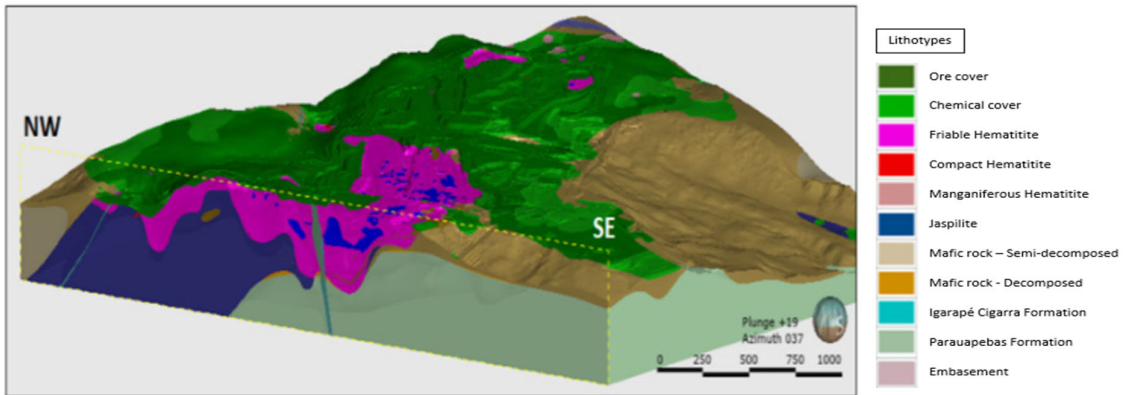 NW
SE
Plunge +19
Azimuth 037
0 250 500 750 1000
Lithotypes
Ore cover
Chemical cover
Friable Hematitite
Compact Hematitite
Manganiferous Hematitite
Jaspilite
Mafic rock – Semi-decomposed
Mafic rock - Decomposed
Igarapé Cigarra Formation
Parauapebas Formation
Embasement